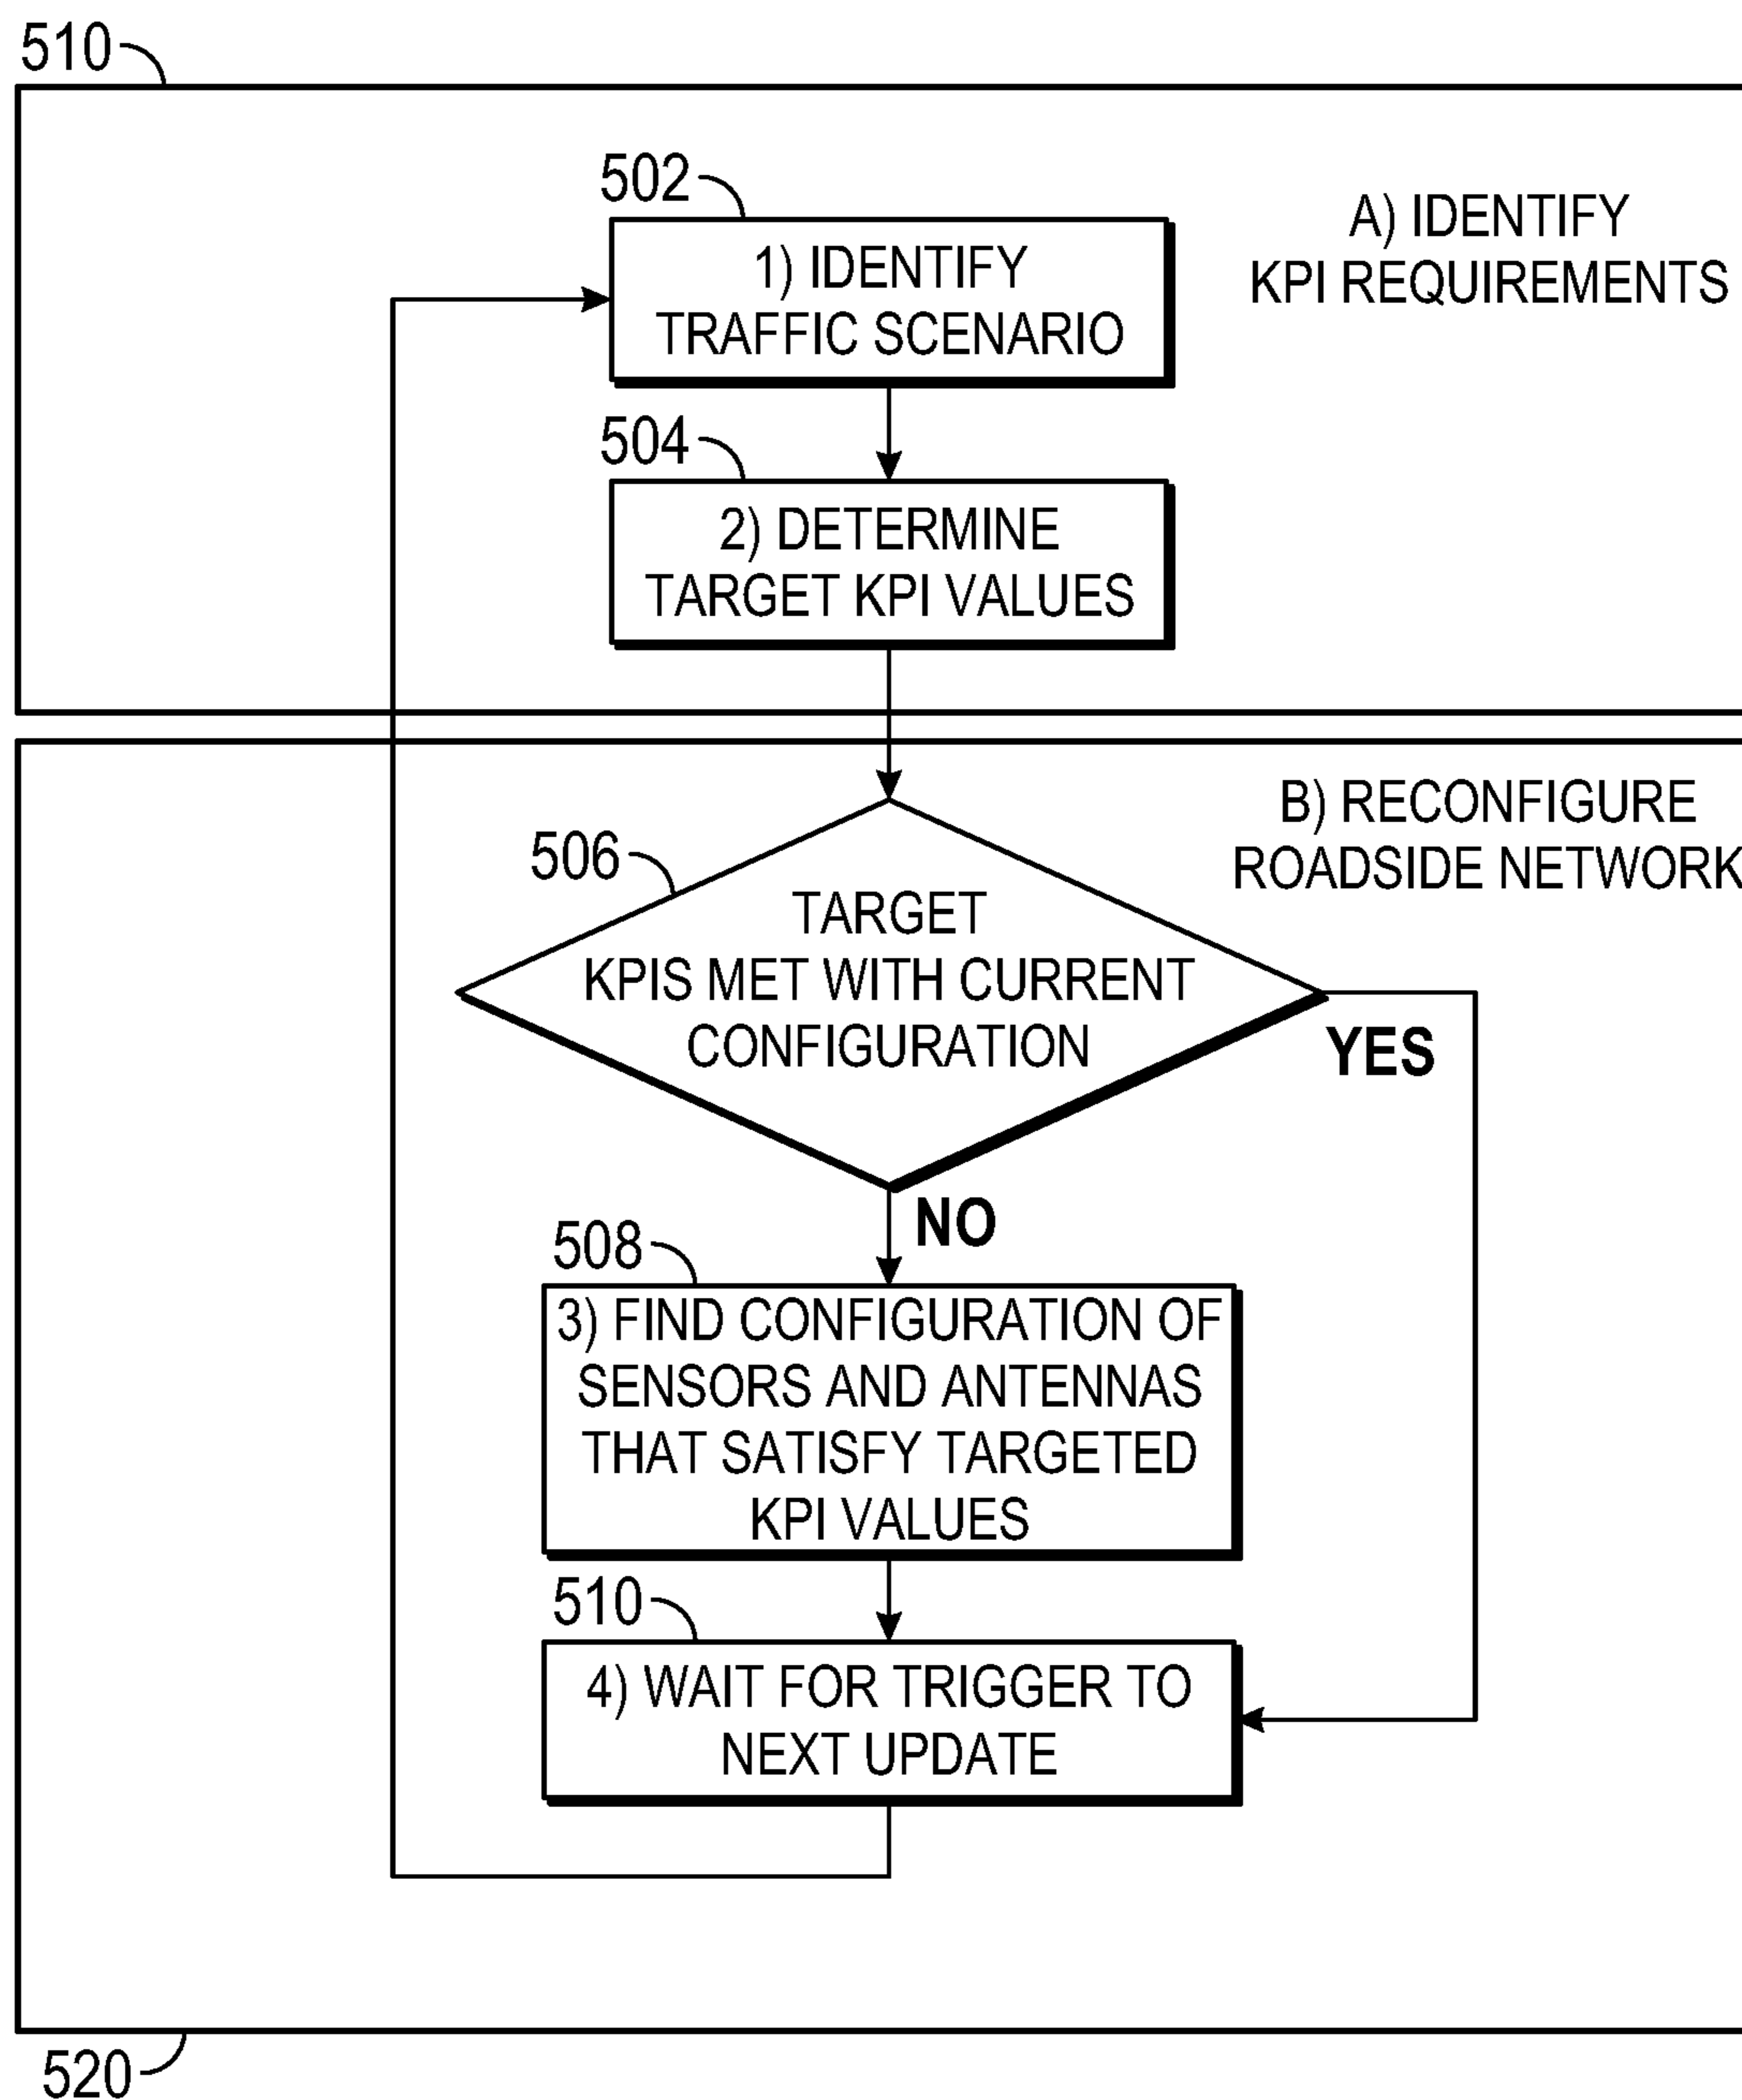 510
502
1) IDENTIFY
TRAFFIC SCENARIO
A) IDENTIFY
KPI REQUIREMENTS
504
2) DETERMINE
TARGET KPI VALUES
B) RECONFIGURE
ROADSIDE NETWORK
506
TARGET
KPIS MET WITH CURRENT
CONFIGURATION
YES
NO
508
3) FIND CONFIGURATION OF
SENSORS AND ANTENNAS
THAT SATISFY TARGETED
KPI VALUES
510
4) WAIT FOR TRIGGER TO
NEXT UPDATE
520